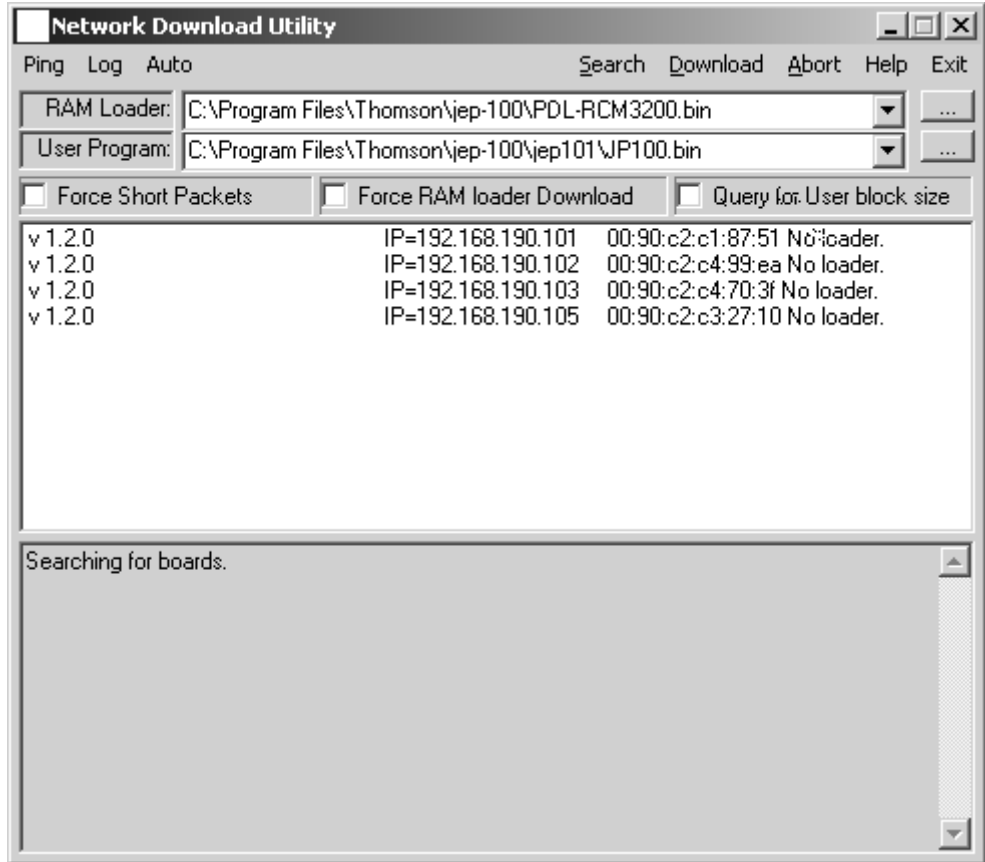 Network Download Utility
Ping Log Auto Search Download Abort Help Exit
RAM Loader: C:\Program Files\Thomson\jep-100\PDL-RCM3200.bin ...
User Program: C:\Program Files\Thomson\jep-100\jep101\JP100.bin ...
Force Short Packets Force RAM loader Download Query for User block size
v 1.2.0 IP=192.168.190.101 00:90:c2:c1:87:51 No loader.
v 1.2.0 IP=192.168.190.102 00:90:c2:c4:99:ea No loader.
v 1.2.0 IP=192.168.190.103 00:90:c2:c4:70:3f No loader.
v 1.2.0 IP=192.168.190.105 00:90:c2:c3:27:10 No loader.
Searching for boards.